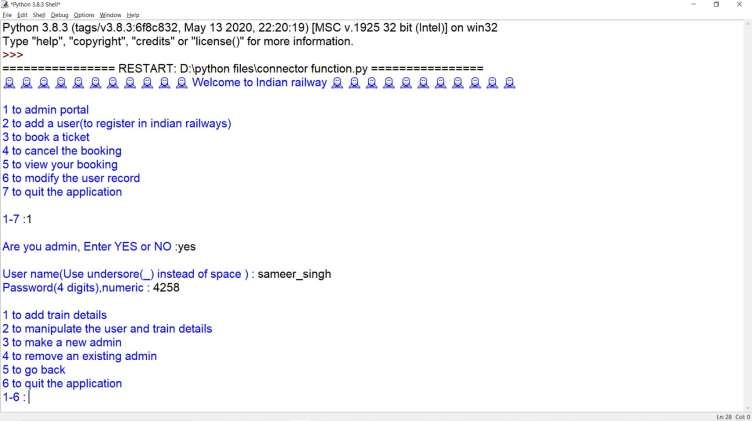 *Python 3.8.3 Shell*
File Edit Shell Debug Options Window Help
Python 3.8.3 (tags/v3.8.3:6f8c832, May 13 2020, 22:20:19) [MSC v.1925 32 bit (Intel)] on win32
Type "help", "copyright", "credits" or "license()" for more information.
>>>
================ RESTART: D:\python files\connector function.py ================
Welcome to Indian railway
1 to admin portal
2 to add a user(to register in indian railways)
3 to book a ticket
4 to cancel the booking
5 to view your booking
6 to modify the user record
7 to quit the application
1-7 :1
Are you admin, Enter YES or NO :yes
User name(Use undersore(_) instead of space ) : sameer_singh
Password(4 digits),numeric : 4258
1 to add train details
2 to manipulate the user and train details
3 to make a new admin
4 to remove an existing admin
5 to go back
6 to quit the application
1-6 :
Ln: 28 Col: 0